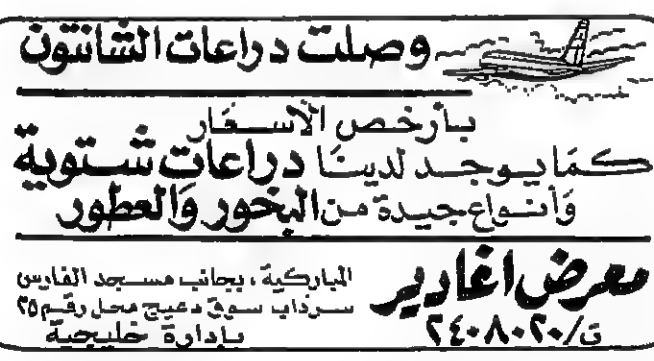 وصلت دراعات الشانتون
بأرخص الأسعار
كما يوجد لدينا دراعات شتوية
وأنواع جيدة من البخور والعطور
معرض اغادير
ت/٢٤٠٨٠٢٠
المباركية، بجانب مسجد الفارس
سرداب سوق دعيج محل رقم ٢٥
بإدارة خليجية